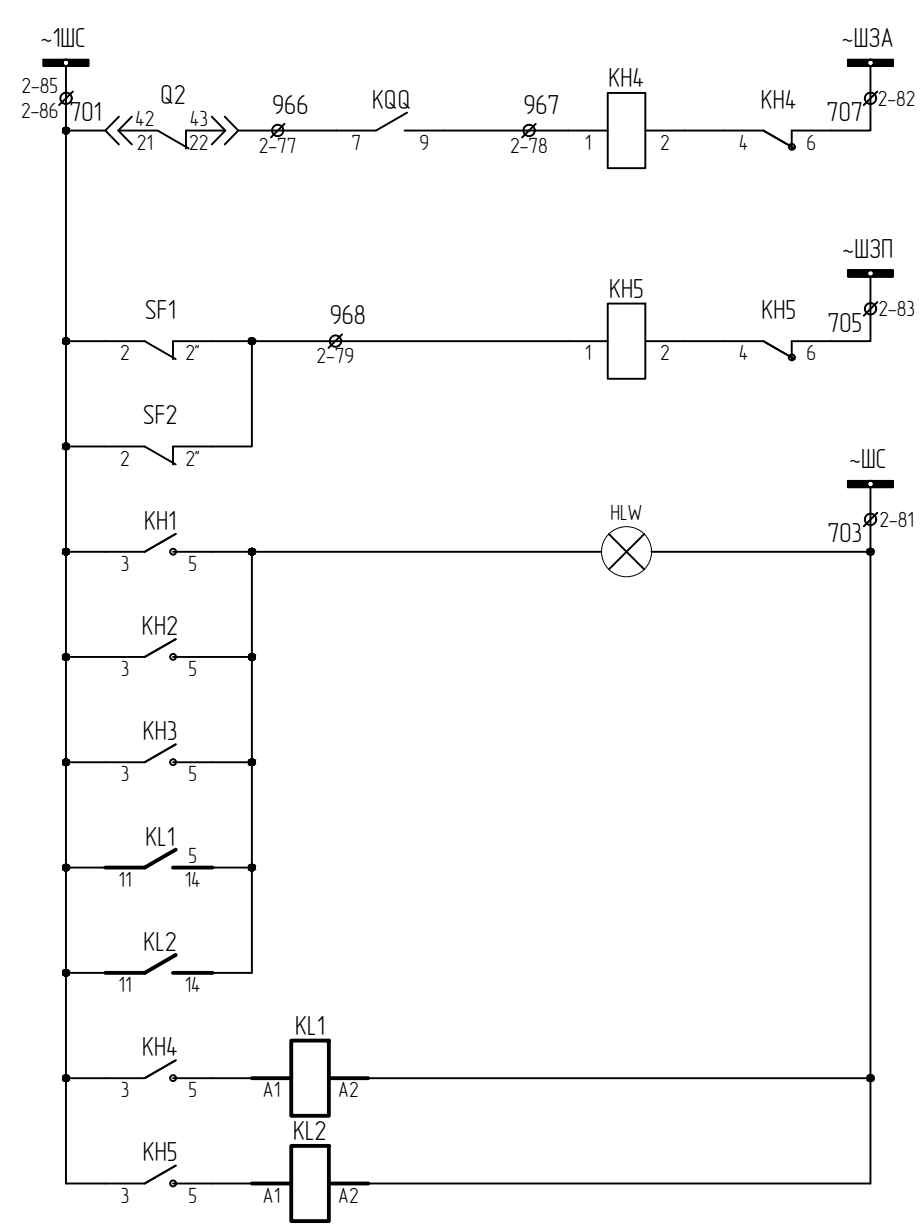 ~1ШС
~ШЗА
2-85
2-86
701
Q2
42
43
21
22
966
2-77
KQQ
7
9
967
2-78
KH4
1
2
KH4
4
6
707
2-82
~ШЗП
SF1
2
2"
968
2-79
KH5
1
2
KH5
4
6
705
2-83
SF2
2
2"
~ШС
KH1
3
5
HLW
703
2-81
KH2
3
5
KH3
3
5
KL1
5
11
14
KL2
11
14
KH4
3
5
KL1
A1
A2
KH5
3
5
KL2
A1
A2